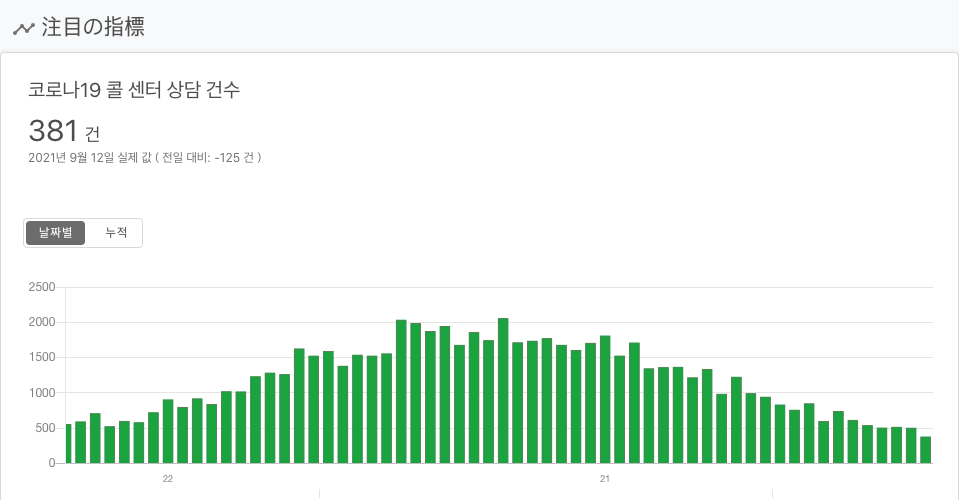 注目の指標
코로나19 콜 센터 상담 건수
381 건
2021년 9월 12일 실제 값 ( 전일 대비: -125 건 )
날짜별 누적
2500
2000
1500
1000
500
0
22 21